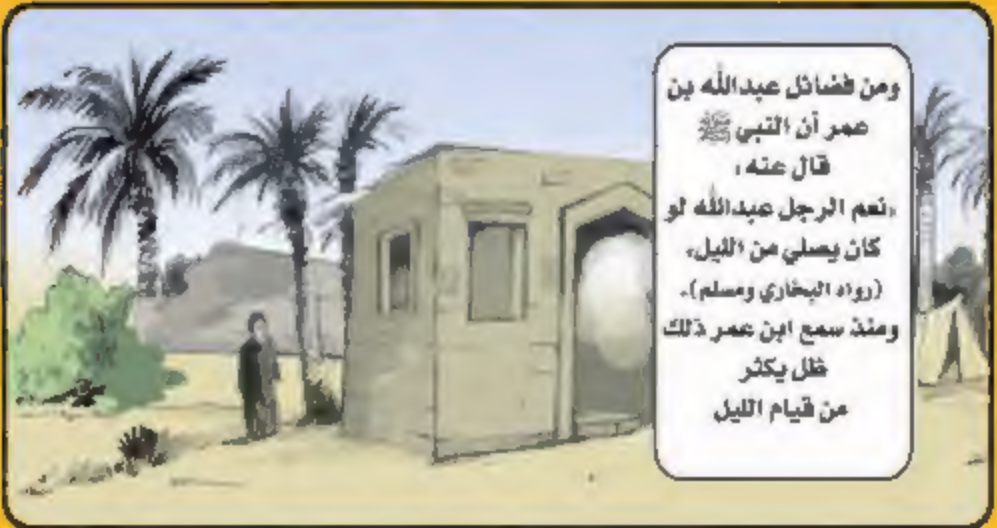 ومن فضائل عبدالله بن
عمر أن النبي ﷺ
قال عنه :
«نعم الرجل عبدالله لو
كان يصلي من الليل»
(رواه البخاري ومسلم).
ومنذ سمع ابن عمر ذلك
ظل يكثر
من قيام الليل